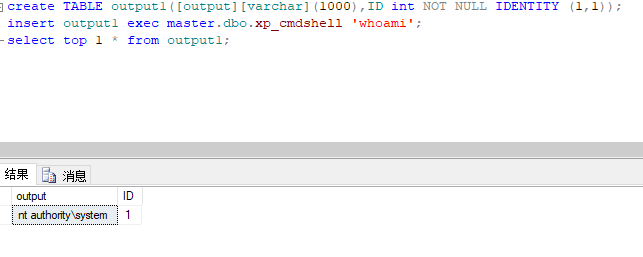 create TABLE output1([output][varchar](1000),ID int NOT NULL IDENTITY (1,1));
insert output1 exec master.dbo.xp_cmdshell 'whoami';
select top 1 * from output1;
结果 消息
output ID
nt authority\system 1